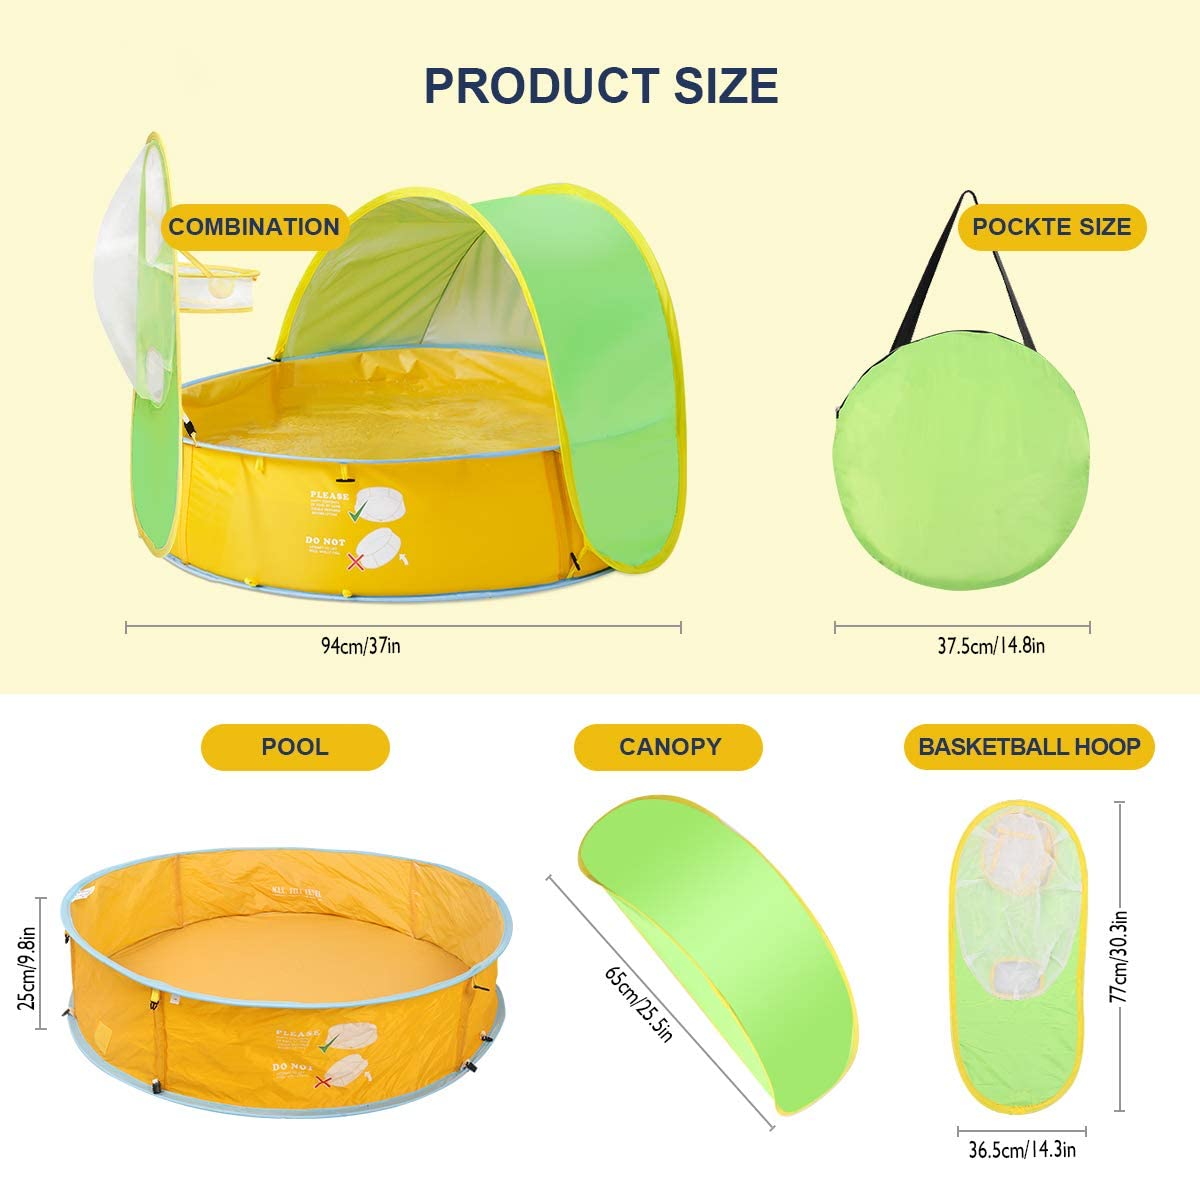 PRODUCT SIZE
COMBINATION
POCKTE SIZE
PLEASE
DO NOT
94cm/37in
37.5cm/14.8in
POOL
CANOPY
BASKETBALL HOOP
25cm/9.8in
PLEASE
DO NOT
65cm/25.5in
77cm/30.3in
36.5cm/14.3in